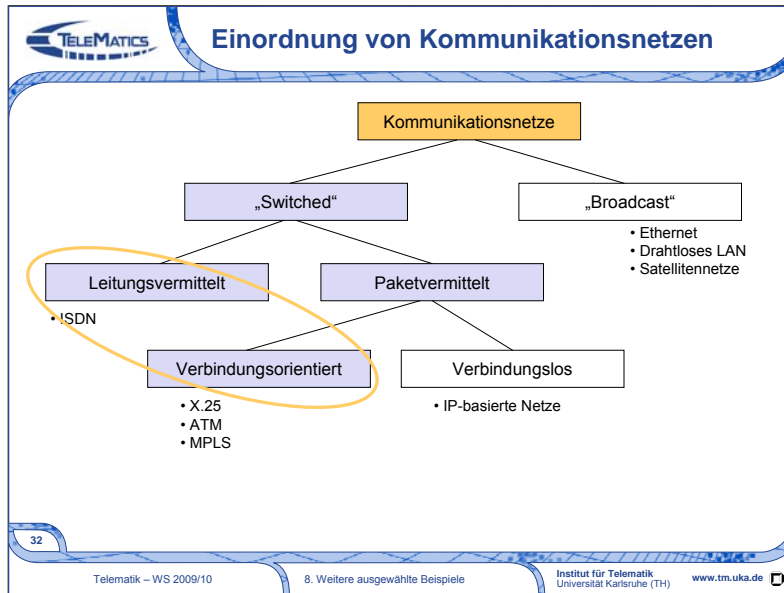 TELEMATICS
Einordnung von Kommunikationsnetzen
Kommunikationsnetze
„Switched“
„Broadcast“
• Ethernet
• Drahtloses LAN
• Satellitennetze
Leitungsvermittelt
Paketvermittelt
• ISDN
Verbindungsorientiert
Verbindungslos
• X.25
• ATM
• MPLS
• IP-basierte Netze
32
Telematik – WS 2009/10
8. Weitere ausgewählte Beispiele
Institut für Telematik
Universität Karlsruhe (TH)
www.tm.uka.de